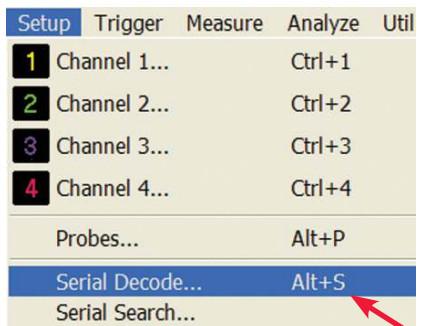 Setup Trigger Measure Analyze Util
1 Channel 1... Ctrl+1
2 Channel 2... Ctrl+2
3 Channel 3... Ctrl+3
4 Channel 4... Ctrl+4
Probes... Alt+P
Serial Decode... Alt+S
Serial Search...